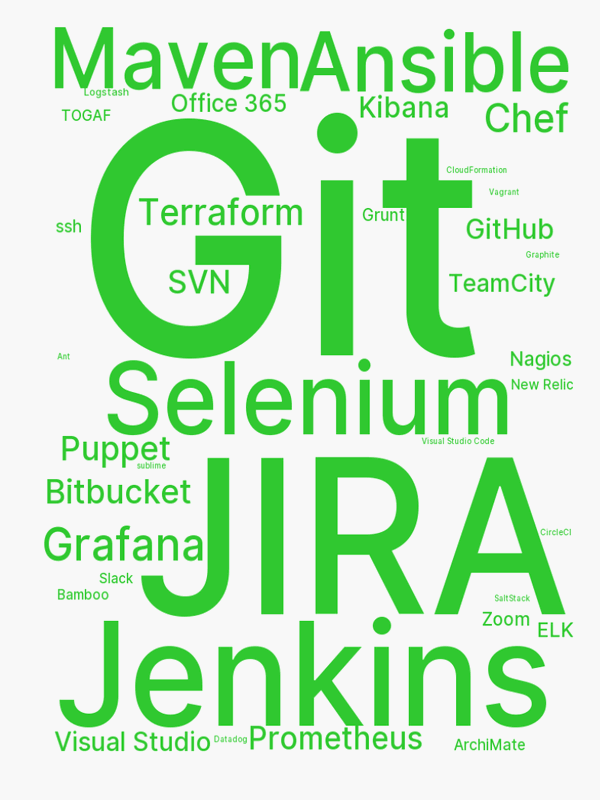 Maven
Ansible
Logstash
Office 365
Kibana
TOGAF
Chef
Git
CloudFormation
Vagrant
Terraform
Grunt
ssh
GitHub
Graphite
SVN
TeamCity
Ant
Nagios
Selenium
New Relic
Visual Studio Code
Puppet
sublime
JIRA
Bitbucket
CircleCI
Grafana
Slack
Bamboo
SaltStack
Zoom
ELK
Jenkins
Visual Studio
Datadog
Prometheus
ArchiMate